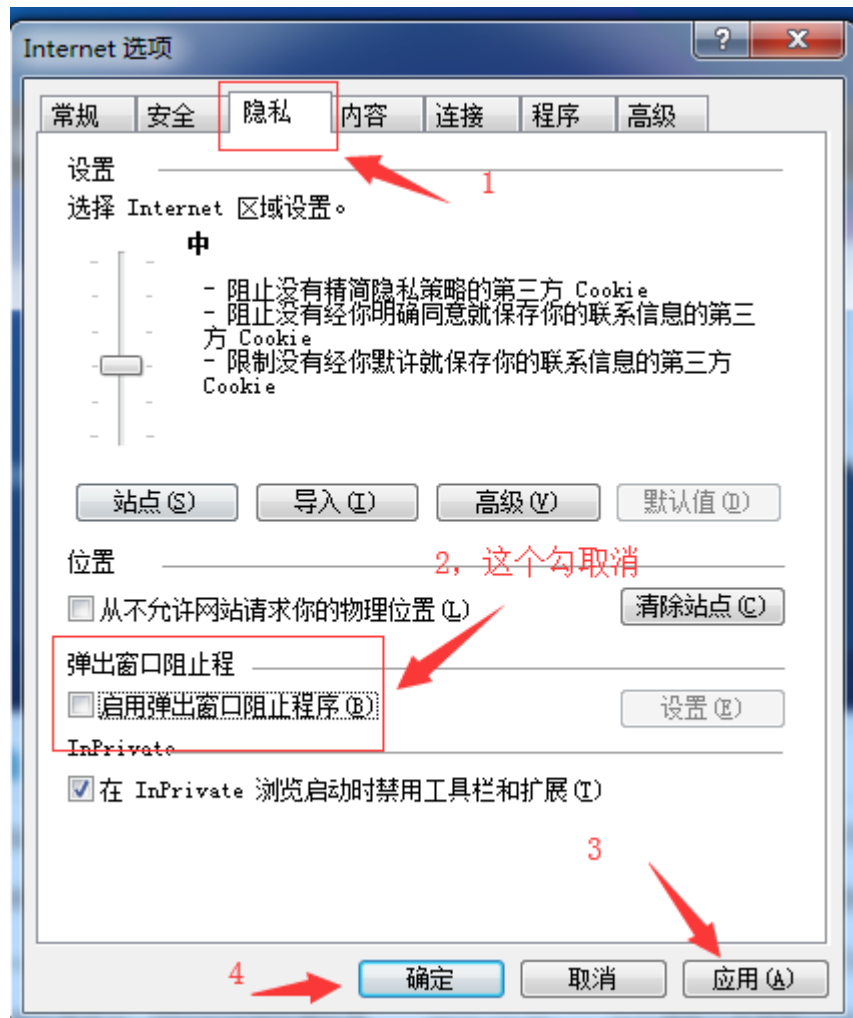 Internet 选项
?
x
常规 安全 隐私 内容 连接 程序 高级
1
设置
选择 Internet 区域设置。
中
- 阻止没有精简隐私策略的第三方 Cookie
- 阻止没有经你明确同意就保存你的联系信息的第三
方 Cookie
- 限制没有经你默许就保存你的联系信息的第三方
Cookie
站点(S) 导入(I) 高级(V) 默认值(D)
2，这个勾取消
位置
从不允许网站请求你的物理位置(L) 清除站点(C)
弹出窗口阻止程
启用弹出窗口阻止程序(B) 设置(E)
InPrivate
在 InPrivate 浏览启动时禁用工具栏和扩展(T)
3
4
确定 取消 应用(A)